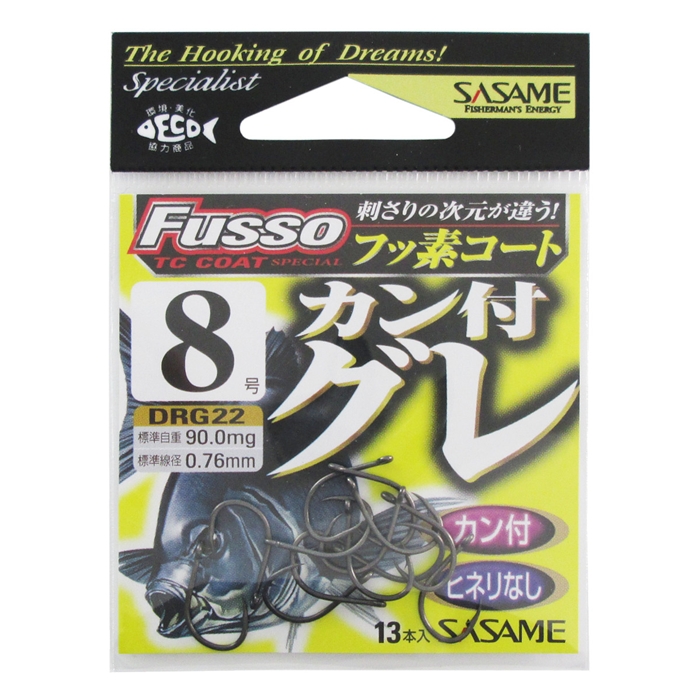 The Hooking of Dreams!
Specialist
環境・美化
ECO
協力商品
SASAME
FISHERMAN'S ENERGY
Fusso
TC COAT SPECIAL
刺さりの次元が違う!
フッ素コート
カン付
グレ
8号
DRG22
標準自重 90.0mg
標準線径 0.76mm
カン付
ヒネリなし
13本入 SASAME